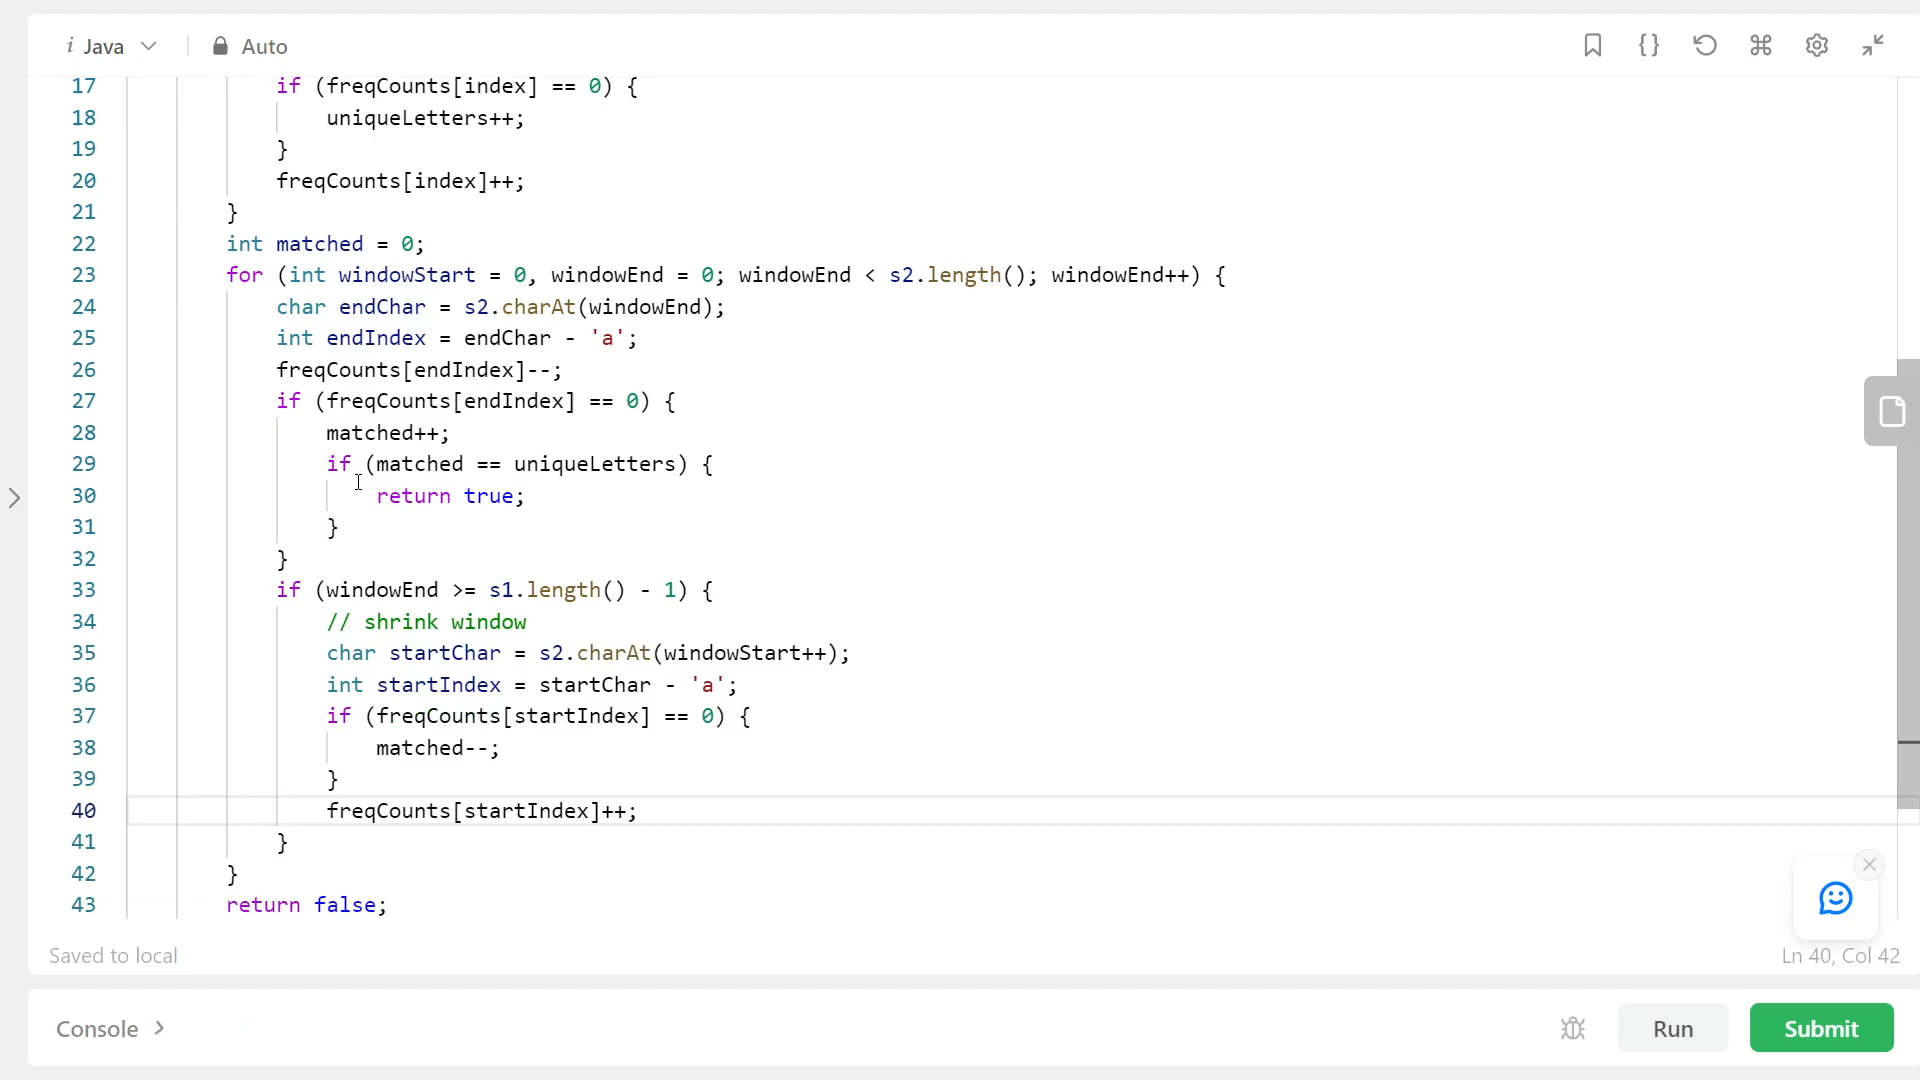 i Java Auto
17 if (freqCounts[index] == 0) {
18 uniqueLetters++;
19 }
20 freqCounts[index]++;
21 }
22 int matched = 0;
23 for (int windowStart = 0, windowEnd = 0; windowEnd < s2.length(); windowEnd++) {
24 char endChar = s2.charAt(windowEnd);
25 int endIndex = endChar - 'a';
26 freqCounts[endIndex]--;
27 if (freqCounts[endIndex] == 0) {
28 matched++;
29 if (matched == uniqueLetters) {
30 return true;
31 }
32 }
33 if (windowEnd >= s1.length() - 1) {
34 // shrink window
35 char startChar = s2.charAt(windowStart++);
36 int startIndex = startChar - 'a';
37 if (freqCounts[startIndex] == 0) {
38 matched--;
39 }
40 freqCounts[startIndex]++;
41 }
42 }
43 return false;
Saved to local Ln 40, Col 42
Console Run Submit